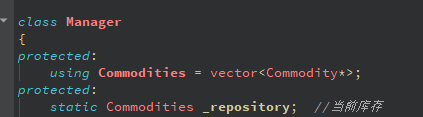 class Manager
{
protected:
    using Commodities = vector<Commodity*>;
protected:
    static Commodities _repository;  //当前库存